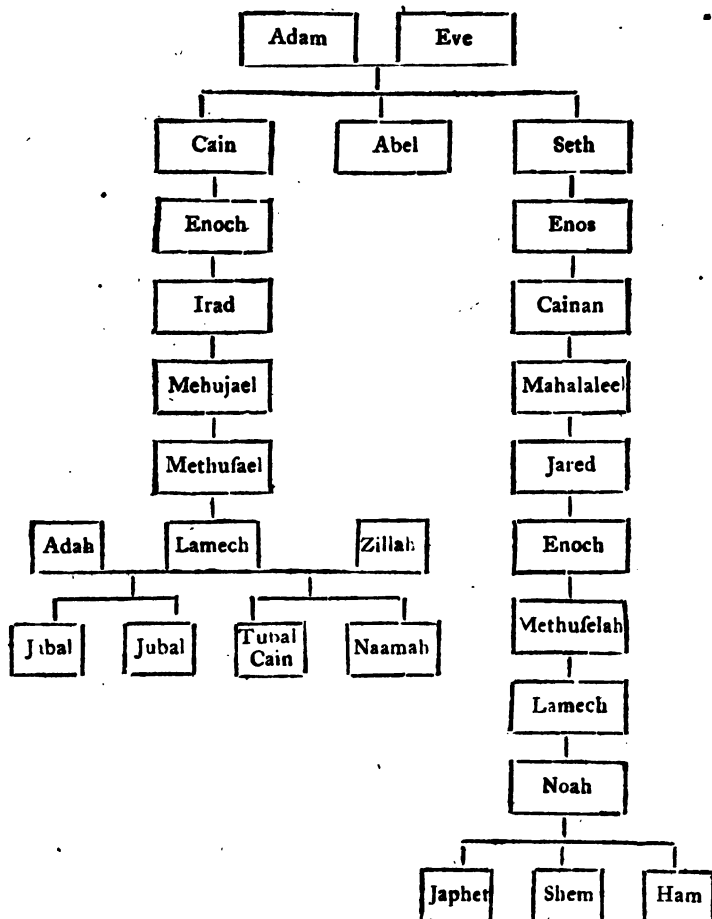 Adam Eve
Cain Abel Seth
Enoch Enos
Irad Cainan
Mehujael Mahalaleel
Methuſael Jared
Adah Lamech Zillah Enoch
Jabal Jubal Tubal Cain Naamah Methuſelah
Lamech
Noah
Japhet Shem Ham